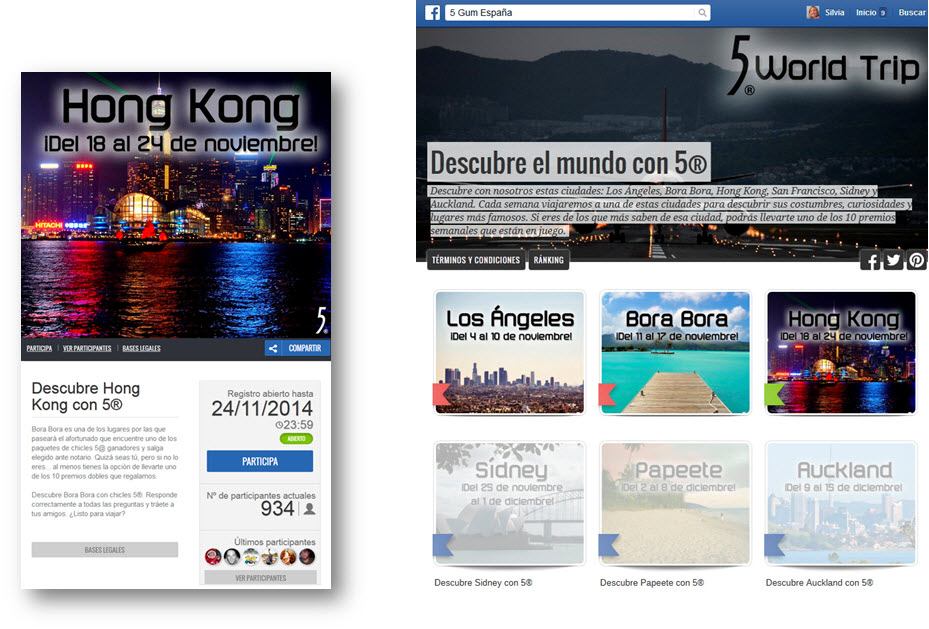 Hong Kong
¡Del 18 al 24 de noviembre!
HITACHI
5®
PARTICIPA | VER PARTICIPANTES | BASES LEGALES
COMPARTIR
Descubre Hong
Kong con 5®
Bora Bora es una de los lugares por las que
paseará el afortunado que encuentre uno de los
paquetes de chicles 5@ ganadores y salga
elegido ante notario. Quizá seas tú, pero si no lo
eres... al menos tienes la opción de llevarte uno
de los 10 premios dobles que regalamos.
Descubre Bora Bora con chicles 5®. Responde
correctamente a todas las preguntas y tráete a
tus amigos. ¿Listo para viajar?
BASES LEGALES
Registro abierto hasta
24/11/2014
23:59
ABIERTO
PARTICIPA
Nº de participantes actuales
934
Últimos participantes
VER PARTICIPANTES
f 5 Gum España
Silvia Inicio 9 Buscar
5® World Trip
Descubre el mundo con 5®
Descubre con nosotros estas ciudades: Los Ángeles, Bora Bora, Hong Kong, San Francisco, Sidney y
Auckland. Cada semana viajaremos a una de estas ciudades para descubrir sus costumbres, curiosidades y
lugares más famosos. Si eres de los que más saben de esa ciudad, podrás llevarte uno de los 10 premios
semanales que están en juego.
TÉRMINOS Y CONDICIONES
RÁNKING
Los Ángeles
¡Del 4 al 10 de noviembre!
Bora Bora
¡Del 11 al 17 de noviembre!
Hong Kong
¡Del 18 al 24 de noviembre!
Sidney
¡Del 25 de noviembre
al 1 de diciembre!
Papeete
¡Del 2 al 8 de diciembre!
Auckland
¡Del 9 al 15 de diciembre!
Descubre Sidney con 5®
Descubre Papeete con 5®
Descubre Auckland con 5®